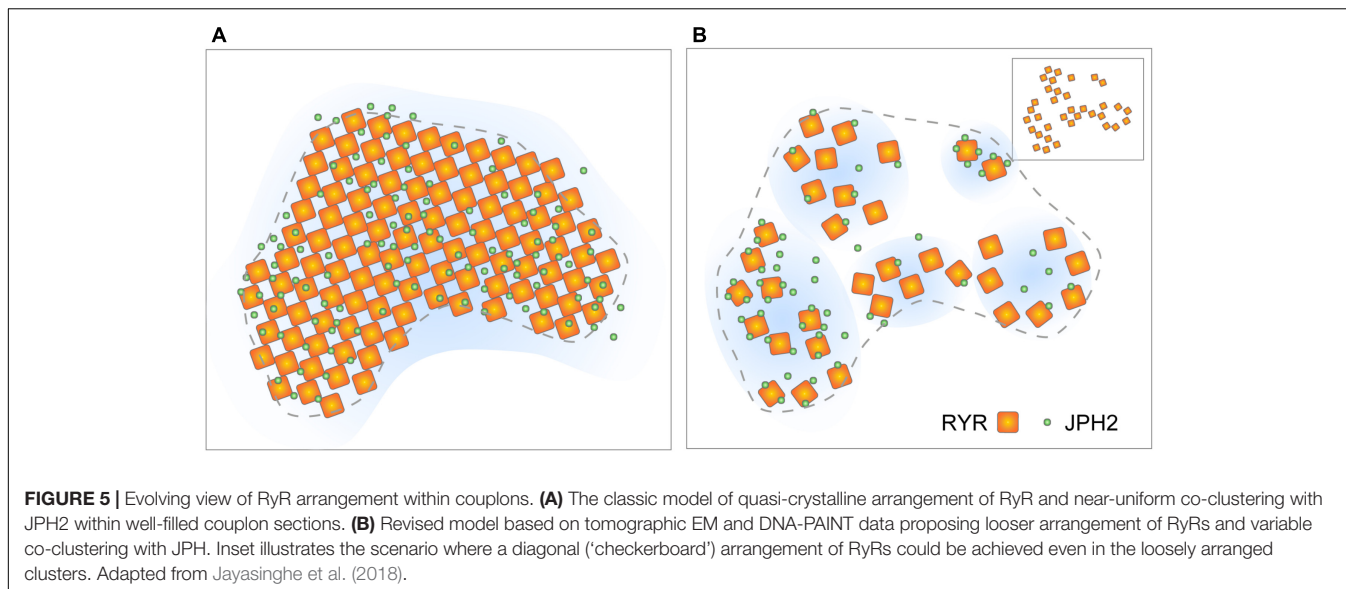 A
B
RYR
JPH2
FIGURE 5 | Evolving view of RyR arrangement within couplons. (A) The classic model of quasi-crystalline arrangement of RyR and near-uniform co-clustering with
JPH2 within well-filled couplon sections. (B) Revised model based on tomographic EM and DNA-PAINT data proposing looser arrangement of RyRs and variable
co-clustering with JPH. Inset illustrates the scenario where a diagonal (‘checkerboard’) arrangement of RyRs could be achieved even in the loosely arranged
clusters. Adapted from Jayasinghe et al. (2018).